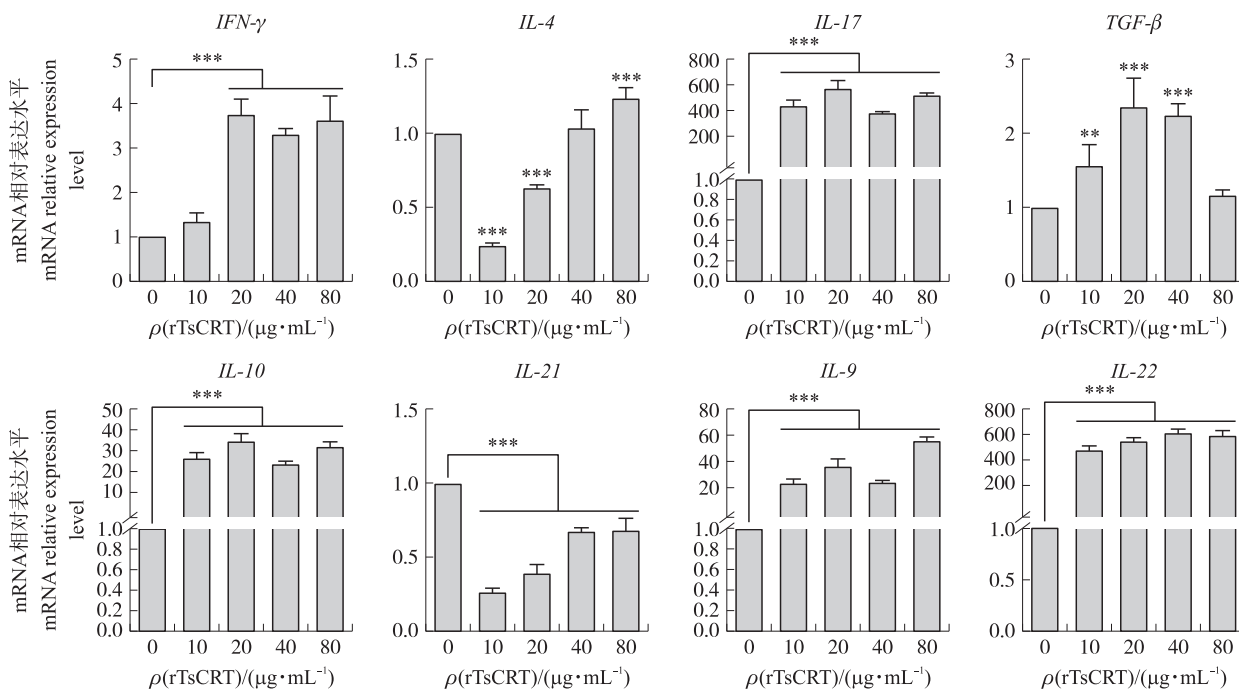 IFN-γ
IL-4
IL-17
TGF-β
mRNA相对表达水平
mRNA relative expression
level
5
4
3
2
1
0
***
0 10 20 40 80
ρ(rTsCRT)/(μg·mL⁻¹)
1.5
1.0
0.5
0.0
***
***
***
0 10 20 40 80
ρ(rTsCRT)/(μg·mL⁻¹)
800
600
400
200
1.0
0.8
0.6
0.4
0.2
0.0
***
0 10 20 40 80
ρ(rTsCRT)/(μg·mL⁻¹)
3
2
1
0
**
***
***
0 10 20 40 80
ρ(rTsCRT)/(μg·mL⁻¹)
IL-10
IL-21
IL-9
IL-22
mRNA相对表达水平
mRNA relative expression
level
50
40
30
20
10
1.0
0.8
0.6
0.4
0.2
0.0
***
0 10 20 40 80
ρ(rTsCRT)/(μg·mL⁻¹)
1.5
1.0
0.5
0.0
***
0 10 20 40 80
ρ(rTsCRT)/(μg·mL⁻¹)
80
60
40
20
1.0
0.8
0.6
0.4
0.2
0.0
***
0 10 20 40 80
ρ(rTsCRT)/(μg·mL⁻¹)
800
600
400
200
1.0
0.5
0.0
***
0 10 20 40 80
ρ(rTsCRT)/(μg·mL⁻¹)